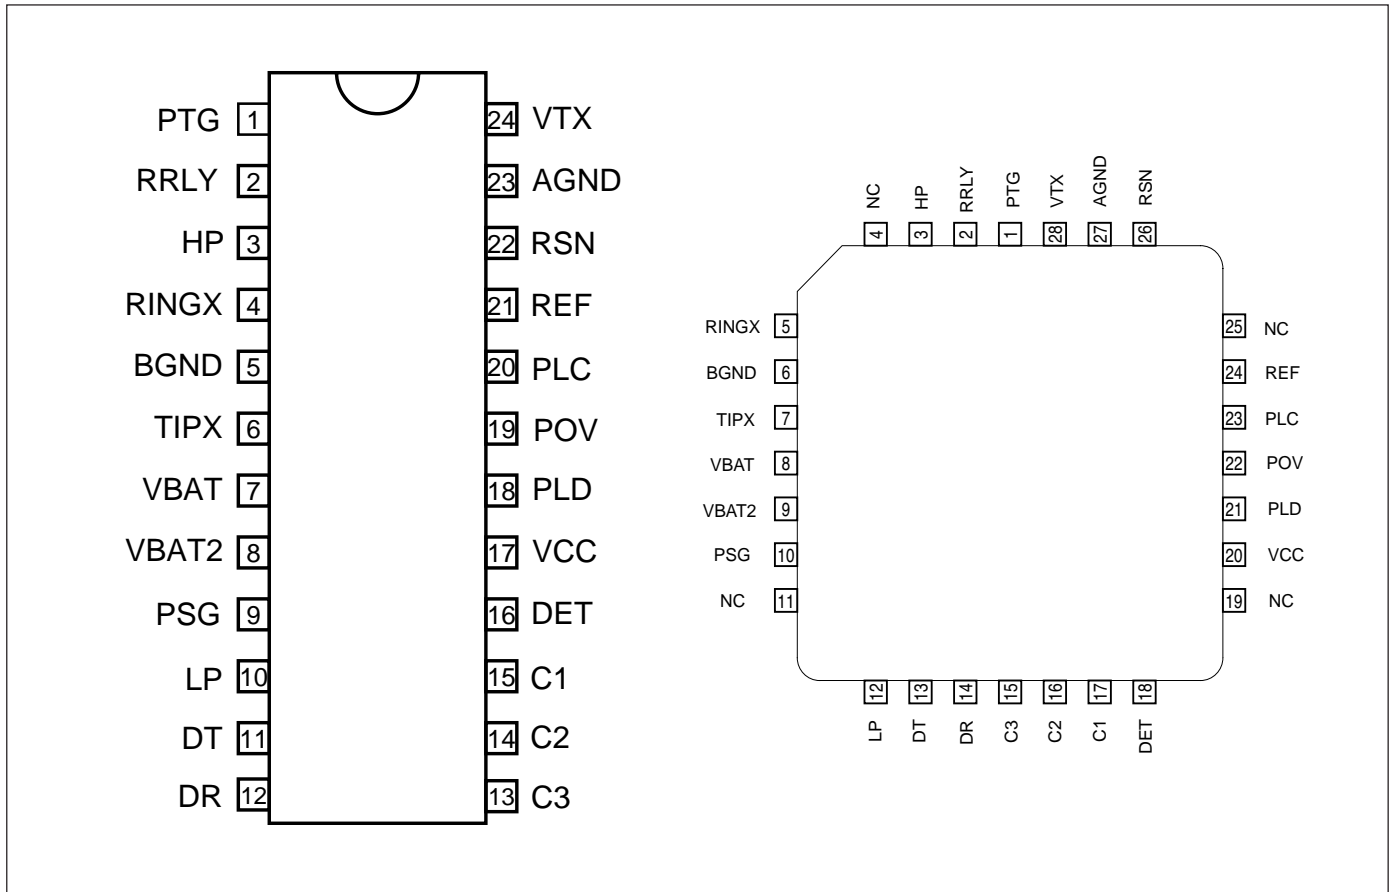 PTG 1
RRLY 2
HP 3
RINGX 4
BGND 5
TIPX 6
VBAT 7
VBAT2 8
PSG 9
LP 10
DT 11
DR 12
24 VTX
23 AGND
22 RSN
21 REF
20 PLC
19 POV
18 PLD
17 VCC
16 DET
15 C1
14 C2
13 C3
NC 4
HP 3
RRLY 2
PTG 1
VTX 28
AGND 27
RSN 26
RINGX 5
BGND 6
TIPX 7
VBAT 8
VBAT2 9
PSG 10
NC 11
25 NC
24 REF
23 PLC
22 POV
21 PLD
20 VCC
19 NC
LP 12
DT 13
DR 14
C3 15
C2 16
C1 17
DET 18